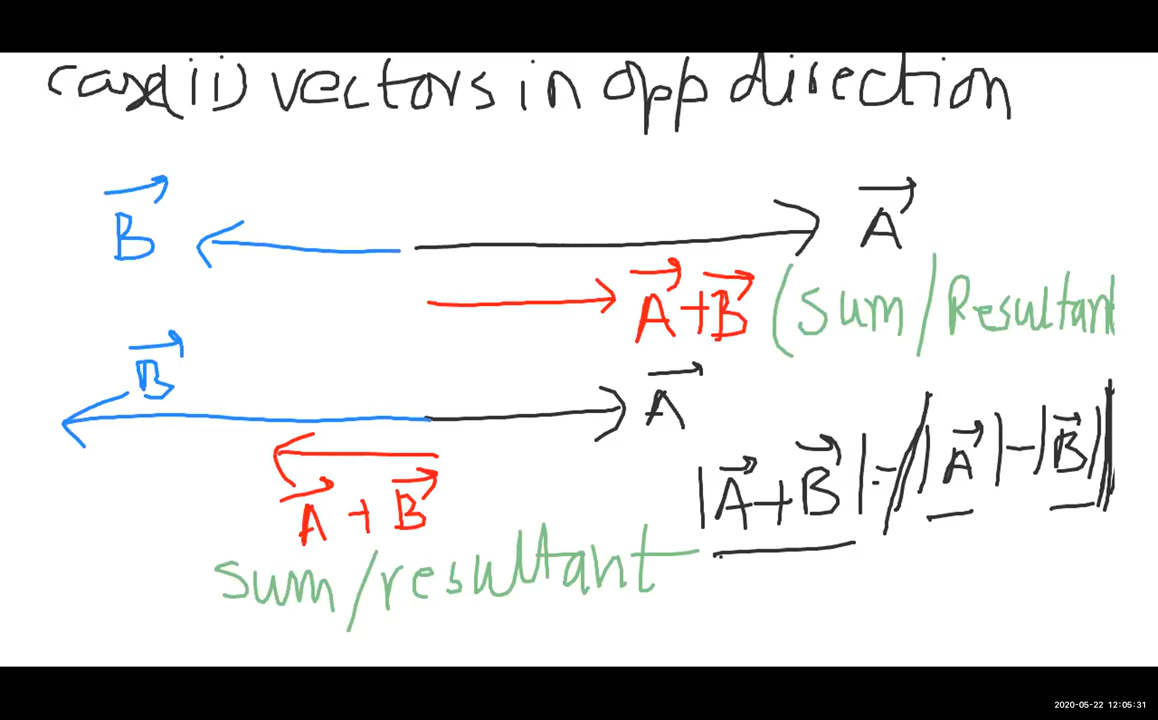 case(ii) vectors in opp direction
B⃗ A⃗
A⃗+B⃗ (Sum/Resultant
B⃗ A⃗
|A⃗+B⃗|=||A⃗|-|B⃗||
A⃗+B⃗
sum/resultant
2020-05-22 12:05:31